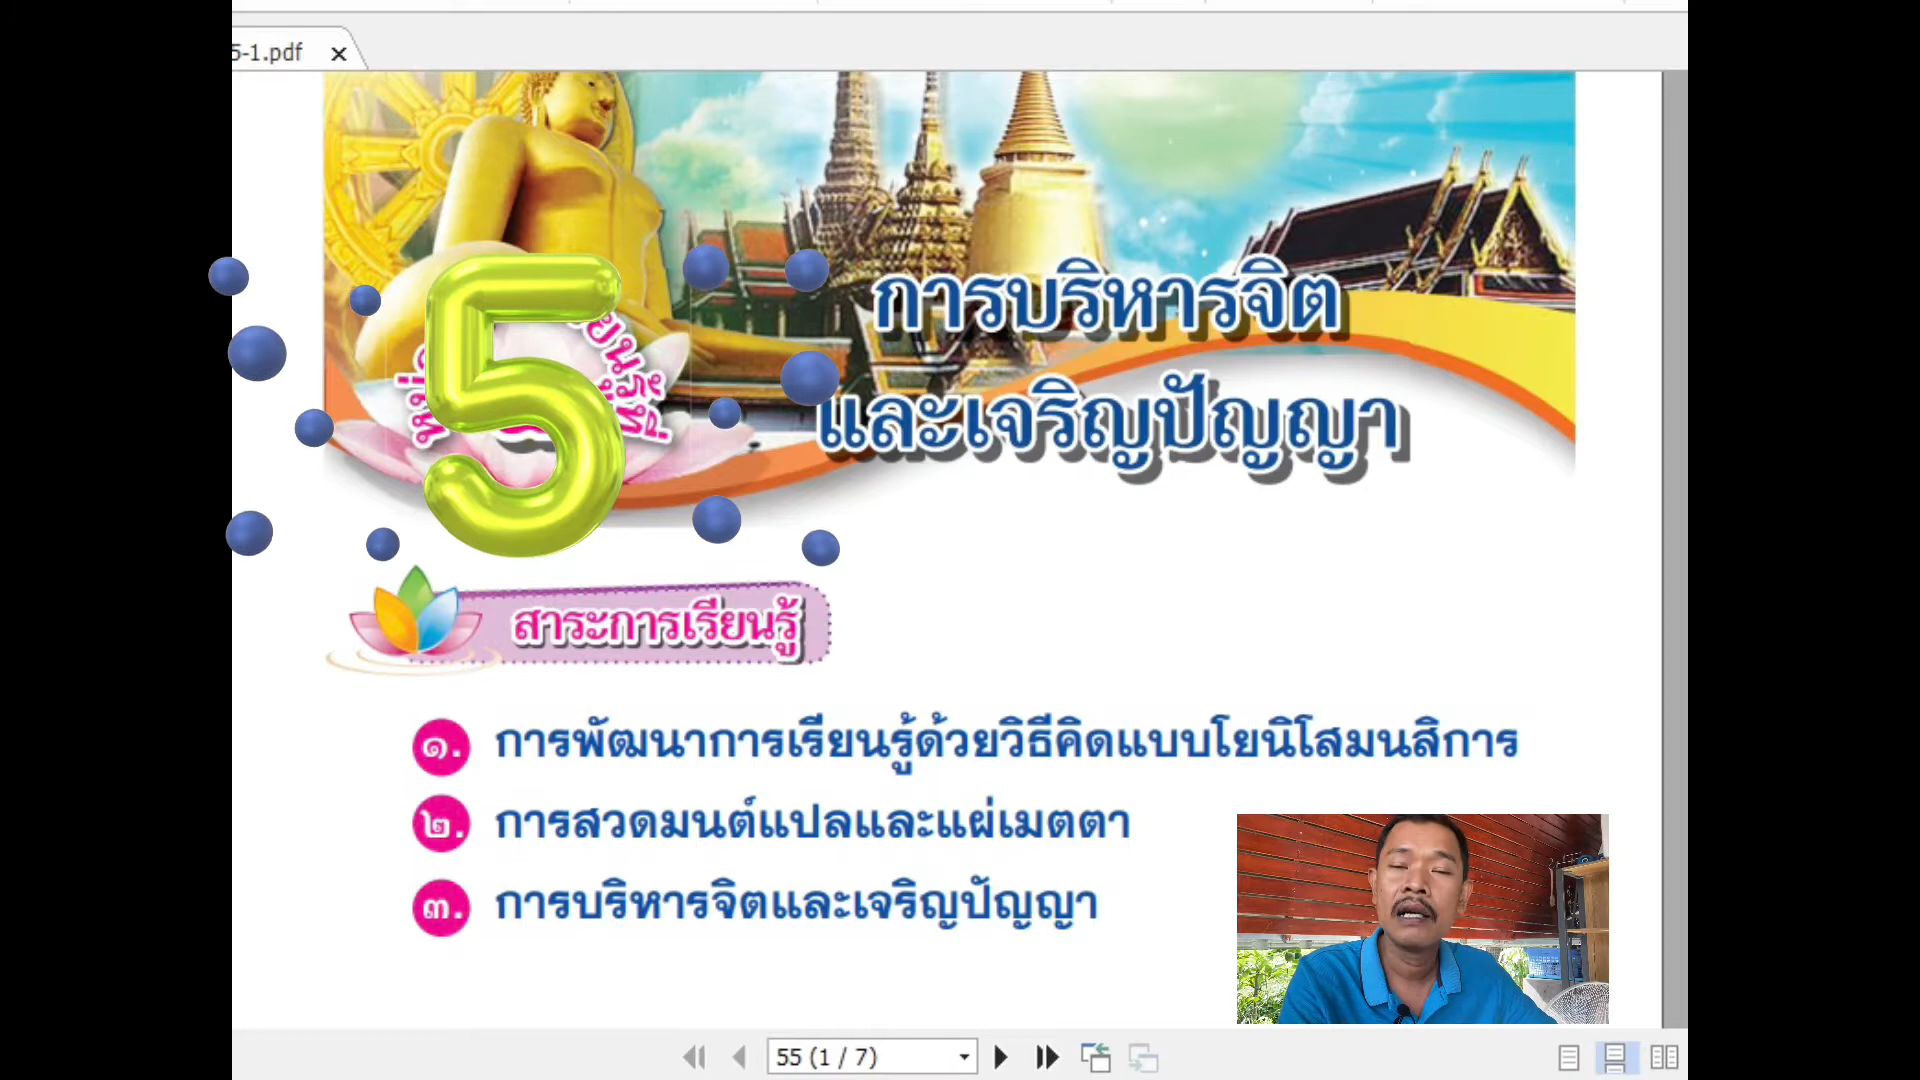 5-1.pdf
การบริหารจิต
และเจริญปัญญา
5
สาระการเรียนรู้
๑. การพัฒนาการเรียนรู้ด้วยวิธีคิดแบบโยนิโสมนสิการ
๒. การสวดมนต์แปลและแผ่เมตตา
๓. การบริหารจิตและเจริญปัญญา
55 (1 / 7)